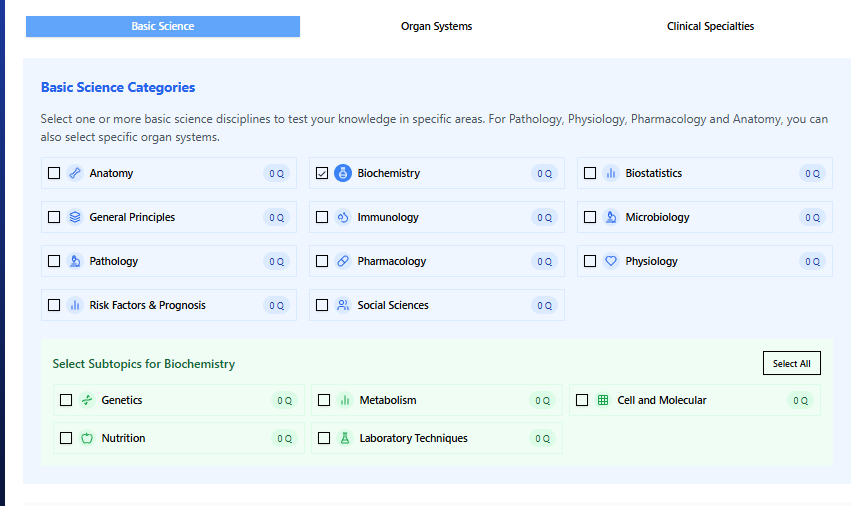 Basic Science Organ Systems Clinical Specialties
Basic Science Categories
Select one or more basic science disciplines to test your knowledge in specific areas. For Pathology, Physiology, Pharmacology and Anatomy, you can
also select specific organ systems.
Anatomy 0 Q Biochemistry 0 Q Biostatistics 0 Q
General Principles 0 Q Immunology 0 Q Microbiology 0 Q
Pathology 0 Q Pharmacology 0 Q Physiology 0 Q
Risk Factors & Prognosis 0 Q Social Sciences 0 Q
Select Subtopics for Biochemistry Select All
Genetics 0 Q Metabolism 0 Q Cell and Molecular 0 Q
Nutrition 0 Q Laboratory Techniques 0 Q